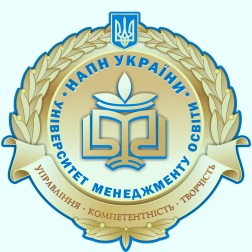 НАПН УКРАЇНИ
УНІВЕРСИТЕТ МЕНЕДЖМЕНТУ ОСВІТИ
УПРАВЛІННЯ · КОМПЕТЕНТНІСТЬ · ТВОРЧІСТЬ